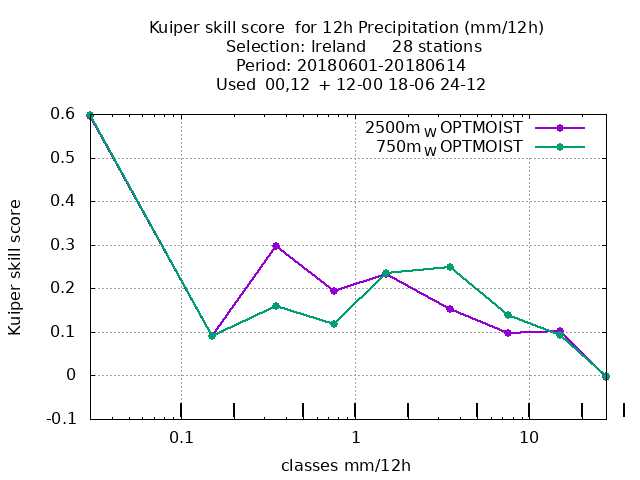 Kuiper skill score  for 12h Precipitation (mm/12h)
Selection: Ireland     28 stations
Period: 20180601-20180614
Used  00,12  + 12-00 18-06 24-12
2500m_W OPTMOIST
750m_W OPTMOIST
0.6
0.5
0.4
0.3
0.2
0.1
0
-0.1
Kuiper skill score
0.1
1
10
classes mm/12h